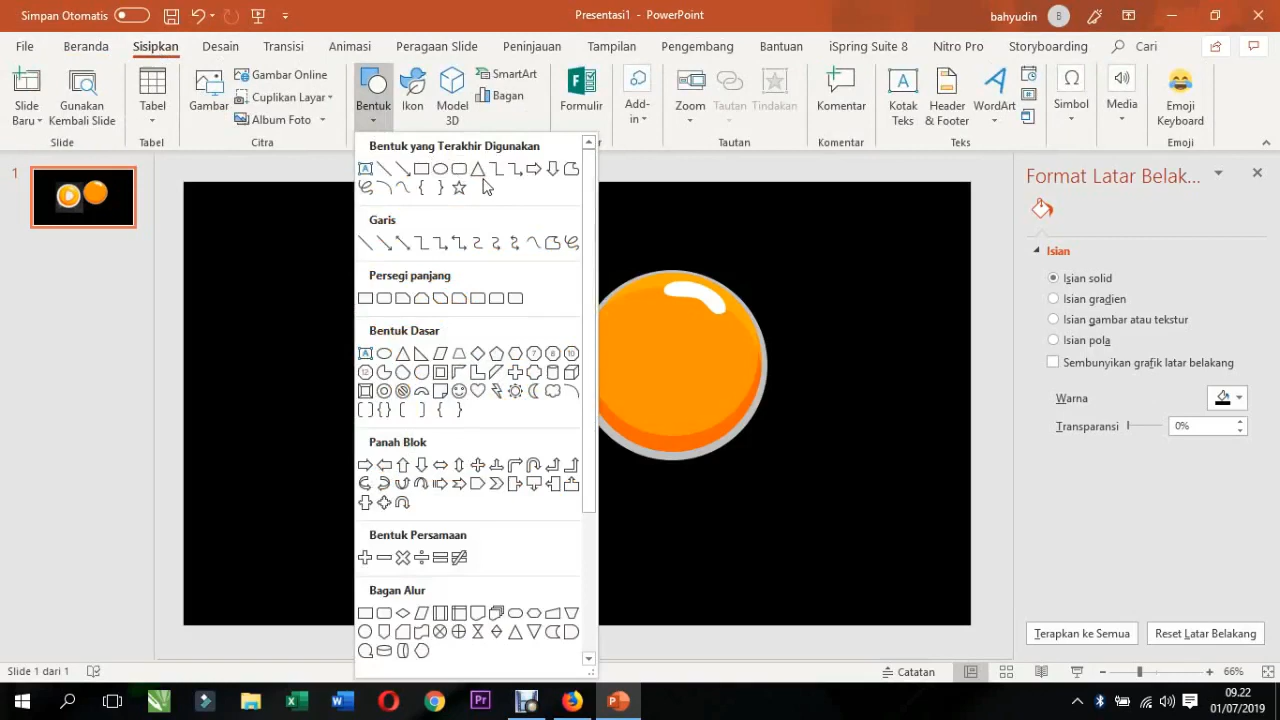 Simpan Otomatis
Presentasi1 - PowerPoint
bahyudin
B
File
Beranda
Sisipkan
Desain
Transisi
Animasi
Peragaan Slide
Peninjauan
Tampilan
Pengembang
Bantuan
iSpring Suite 8
Nitro Pro
Storyboarding
Cari
Slide Baru
Gunakan Kembali Slide
Slide
Tabel
Tabel
Gambar
Gambar Online
Cuplikan Layar
Album Foto
Citra
Bentuk
Ikon
Model 3D
SmartArt
Bagan
Formulir
Add-in
Zoom
Tautan
Tindakan
Tautan
Komentar
Komentar
Kotak Teks
Header & Footer
WordArt
Teks
Simbol
Media
Emoji Keyboard
Emoji
1
Bentuk yang Terakhir Digunakan
Garis
Persegi panjang
Bentuk Dasar
Panah Blok
Bentuk Persamaan
Bagan Alur
Format Latar Belak...
Isian
Isian solid
Isian gradien
Isian gambar atau tekstur
Isian pola
Sembunyikan grafik latar belakang
Warna
Transparansi
0%
Terapkan ke Semua
Reset Latar Belakang
Slide 1 dari 1
Catatan
66%
09.22
01/07/2019